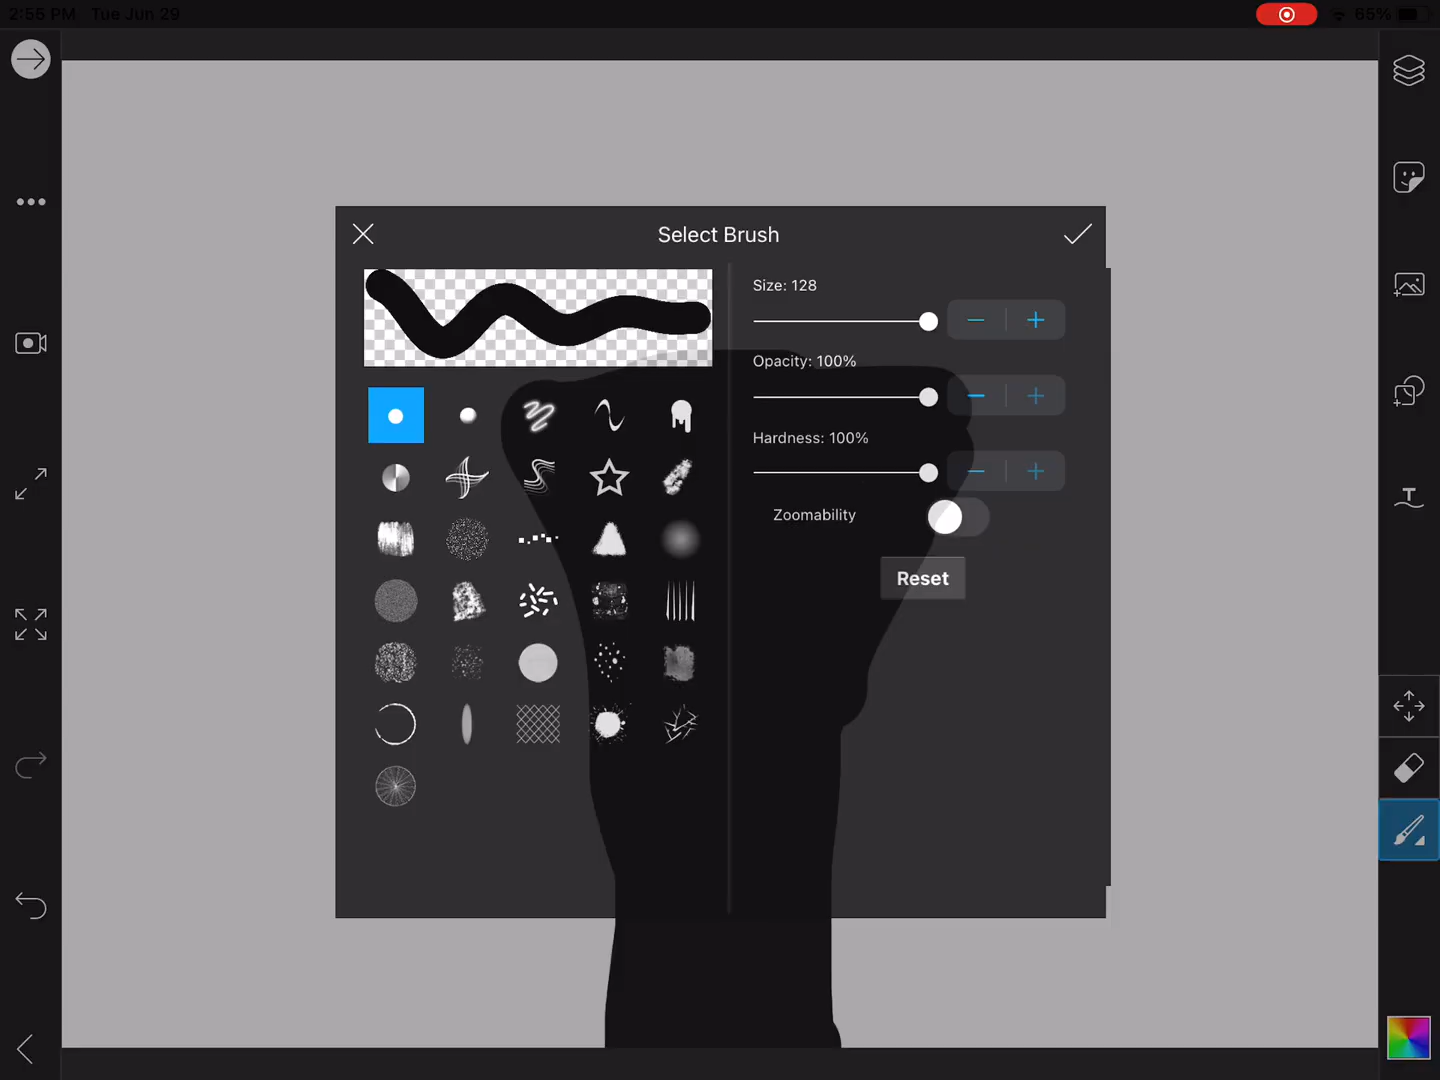 2:55 PM Tue Jun 29
65%
Select Brush
Size: 128
Opacity: 100%
Hardness: 100%
Zoomability
Reset
T